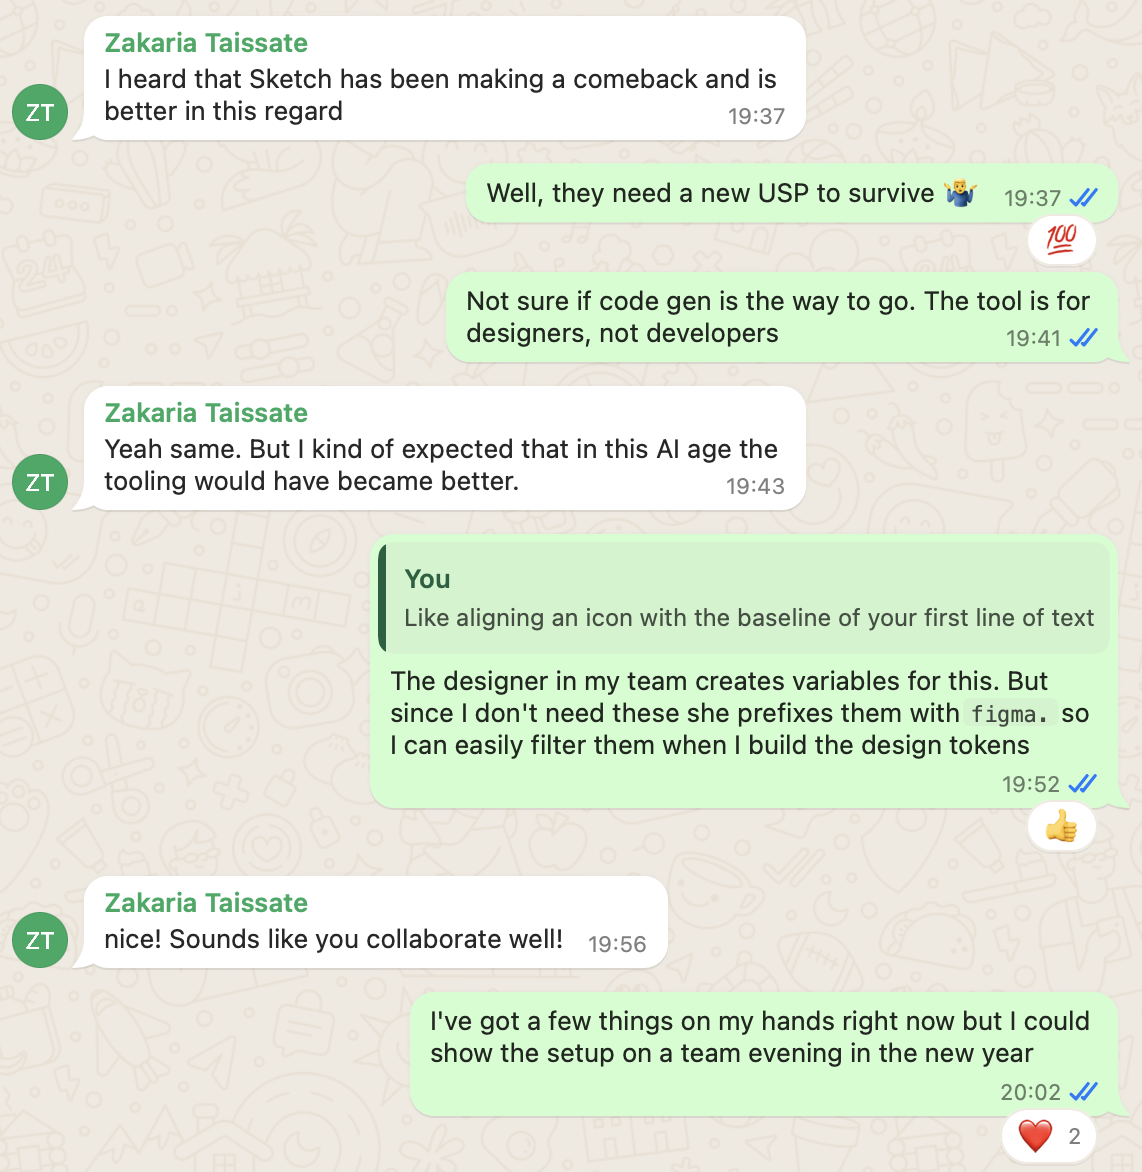 Zakaria Taissate
I heard that Sketch has been making a comeback and is
better in this regard
19:37
ZT
Well, they need a new USP to survive 🤷‍♂️
19:37
💯
Not sure if code gen is the way to go. The tool is for
designers, not developers
19:41
Zakaria Taissate
Yeah same. But I kind of expected that in this AI age the
tooling would have became better.
19:43
ZT
You
Like aligning an icon with the baseline of your first line of text
The designer in my team creates variables for this. But
since I don't need these she prefixes them with figma. so
I can easily filter them when I build the design tokens
19:52
👍
Zakaria Taissate
nice! Sounds like you collaborate well!
19:56
ZT
I've got a few things on my hands right now but I could
show the setup on a team evening in the new year
20:02
❤️ 2